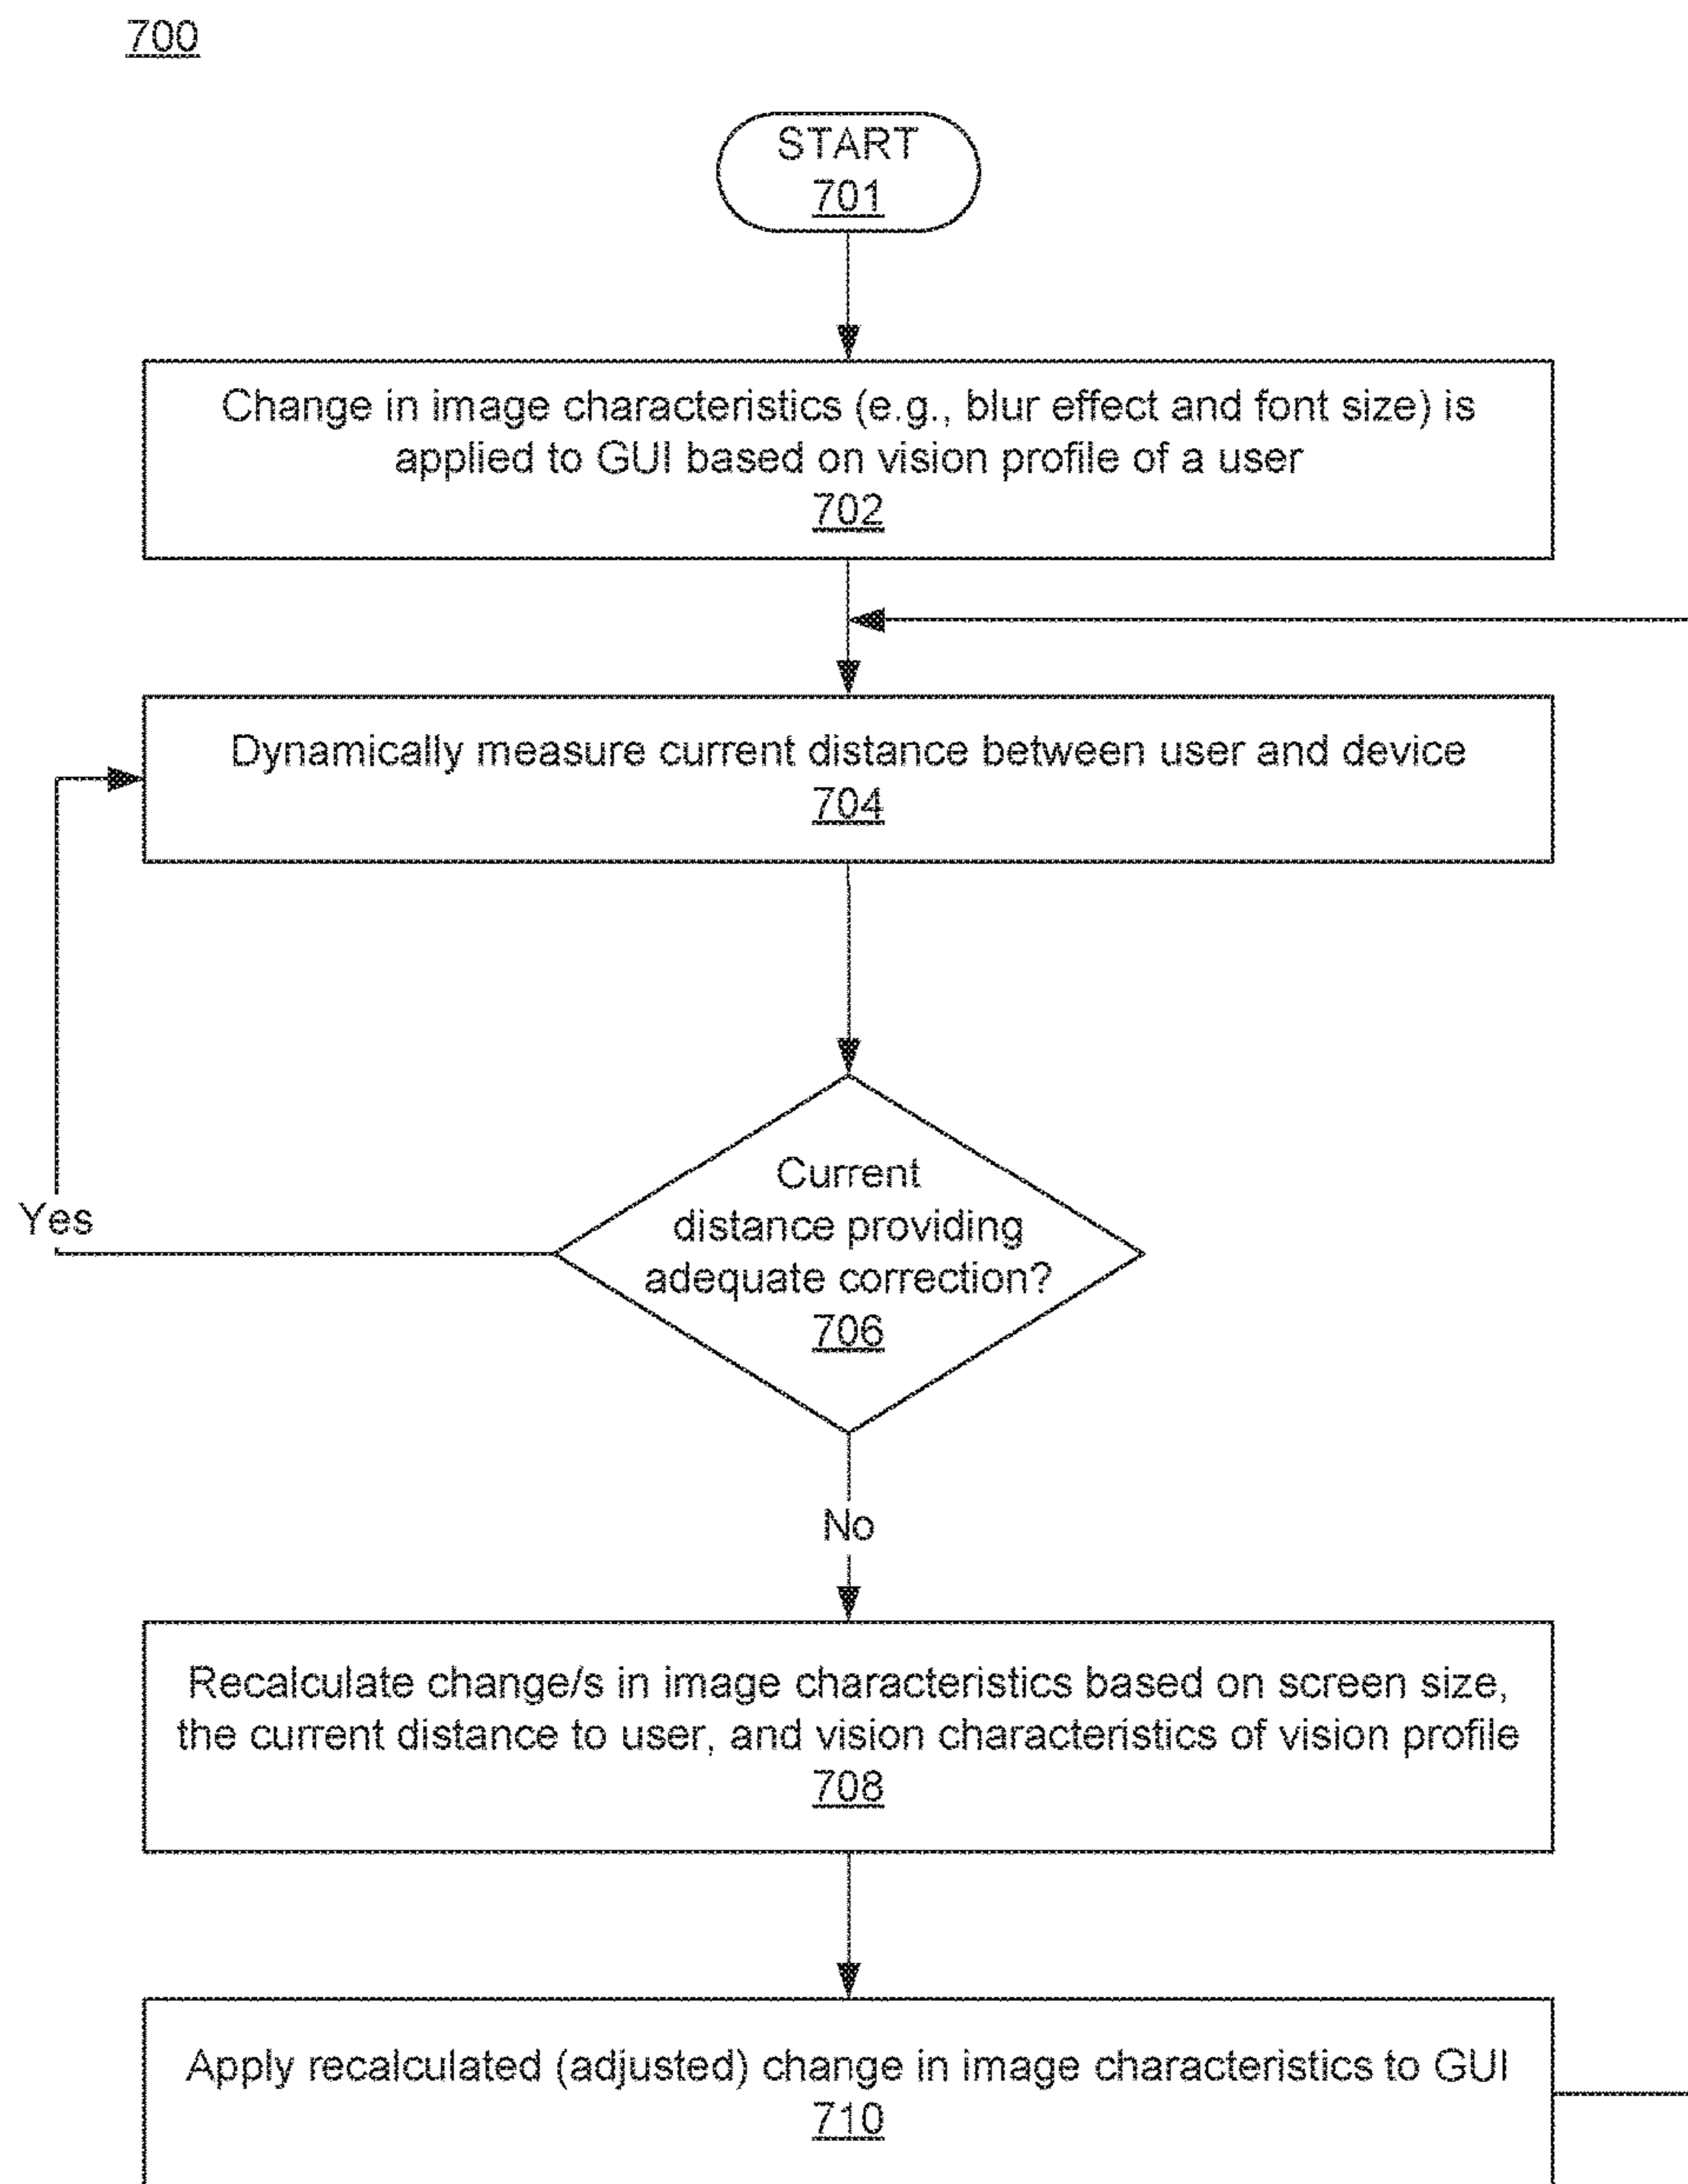 700
START
701
Change in image characteristics (e.g., blur effect and font size) is
applied to GUI based on vision profile of a user
702
Dynamically measure current distance between user and device
704
Current
distance providing
adequate correction?
706
Yes
No
Recalculate change/s in image characteristics based on screen size,
the current distance to user, and vision characteristics of vision profile
708
Apply recalculated (adjusted) change in image characteristics to GUI
710